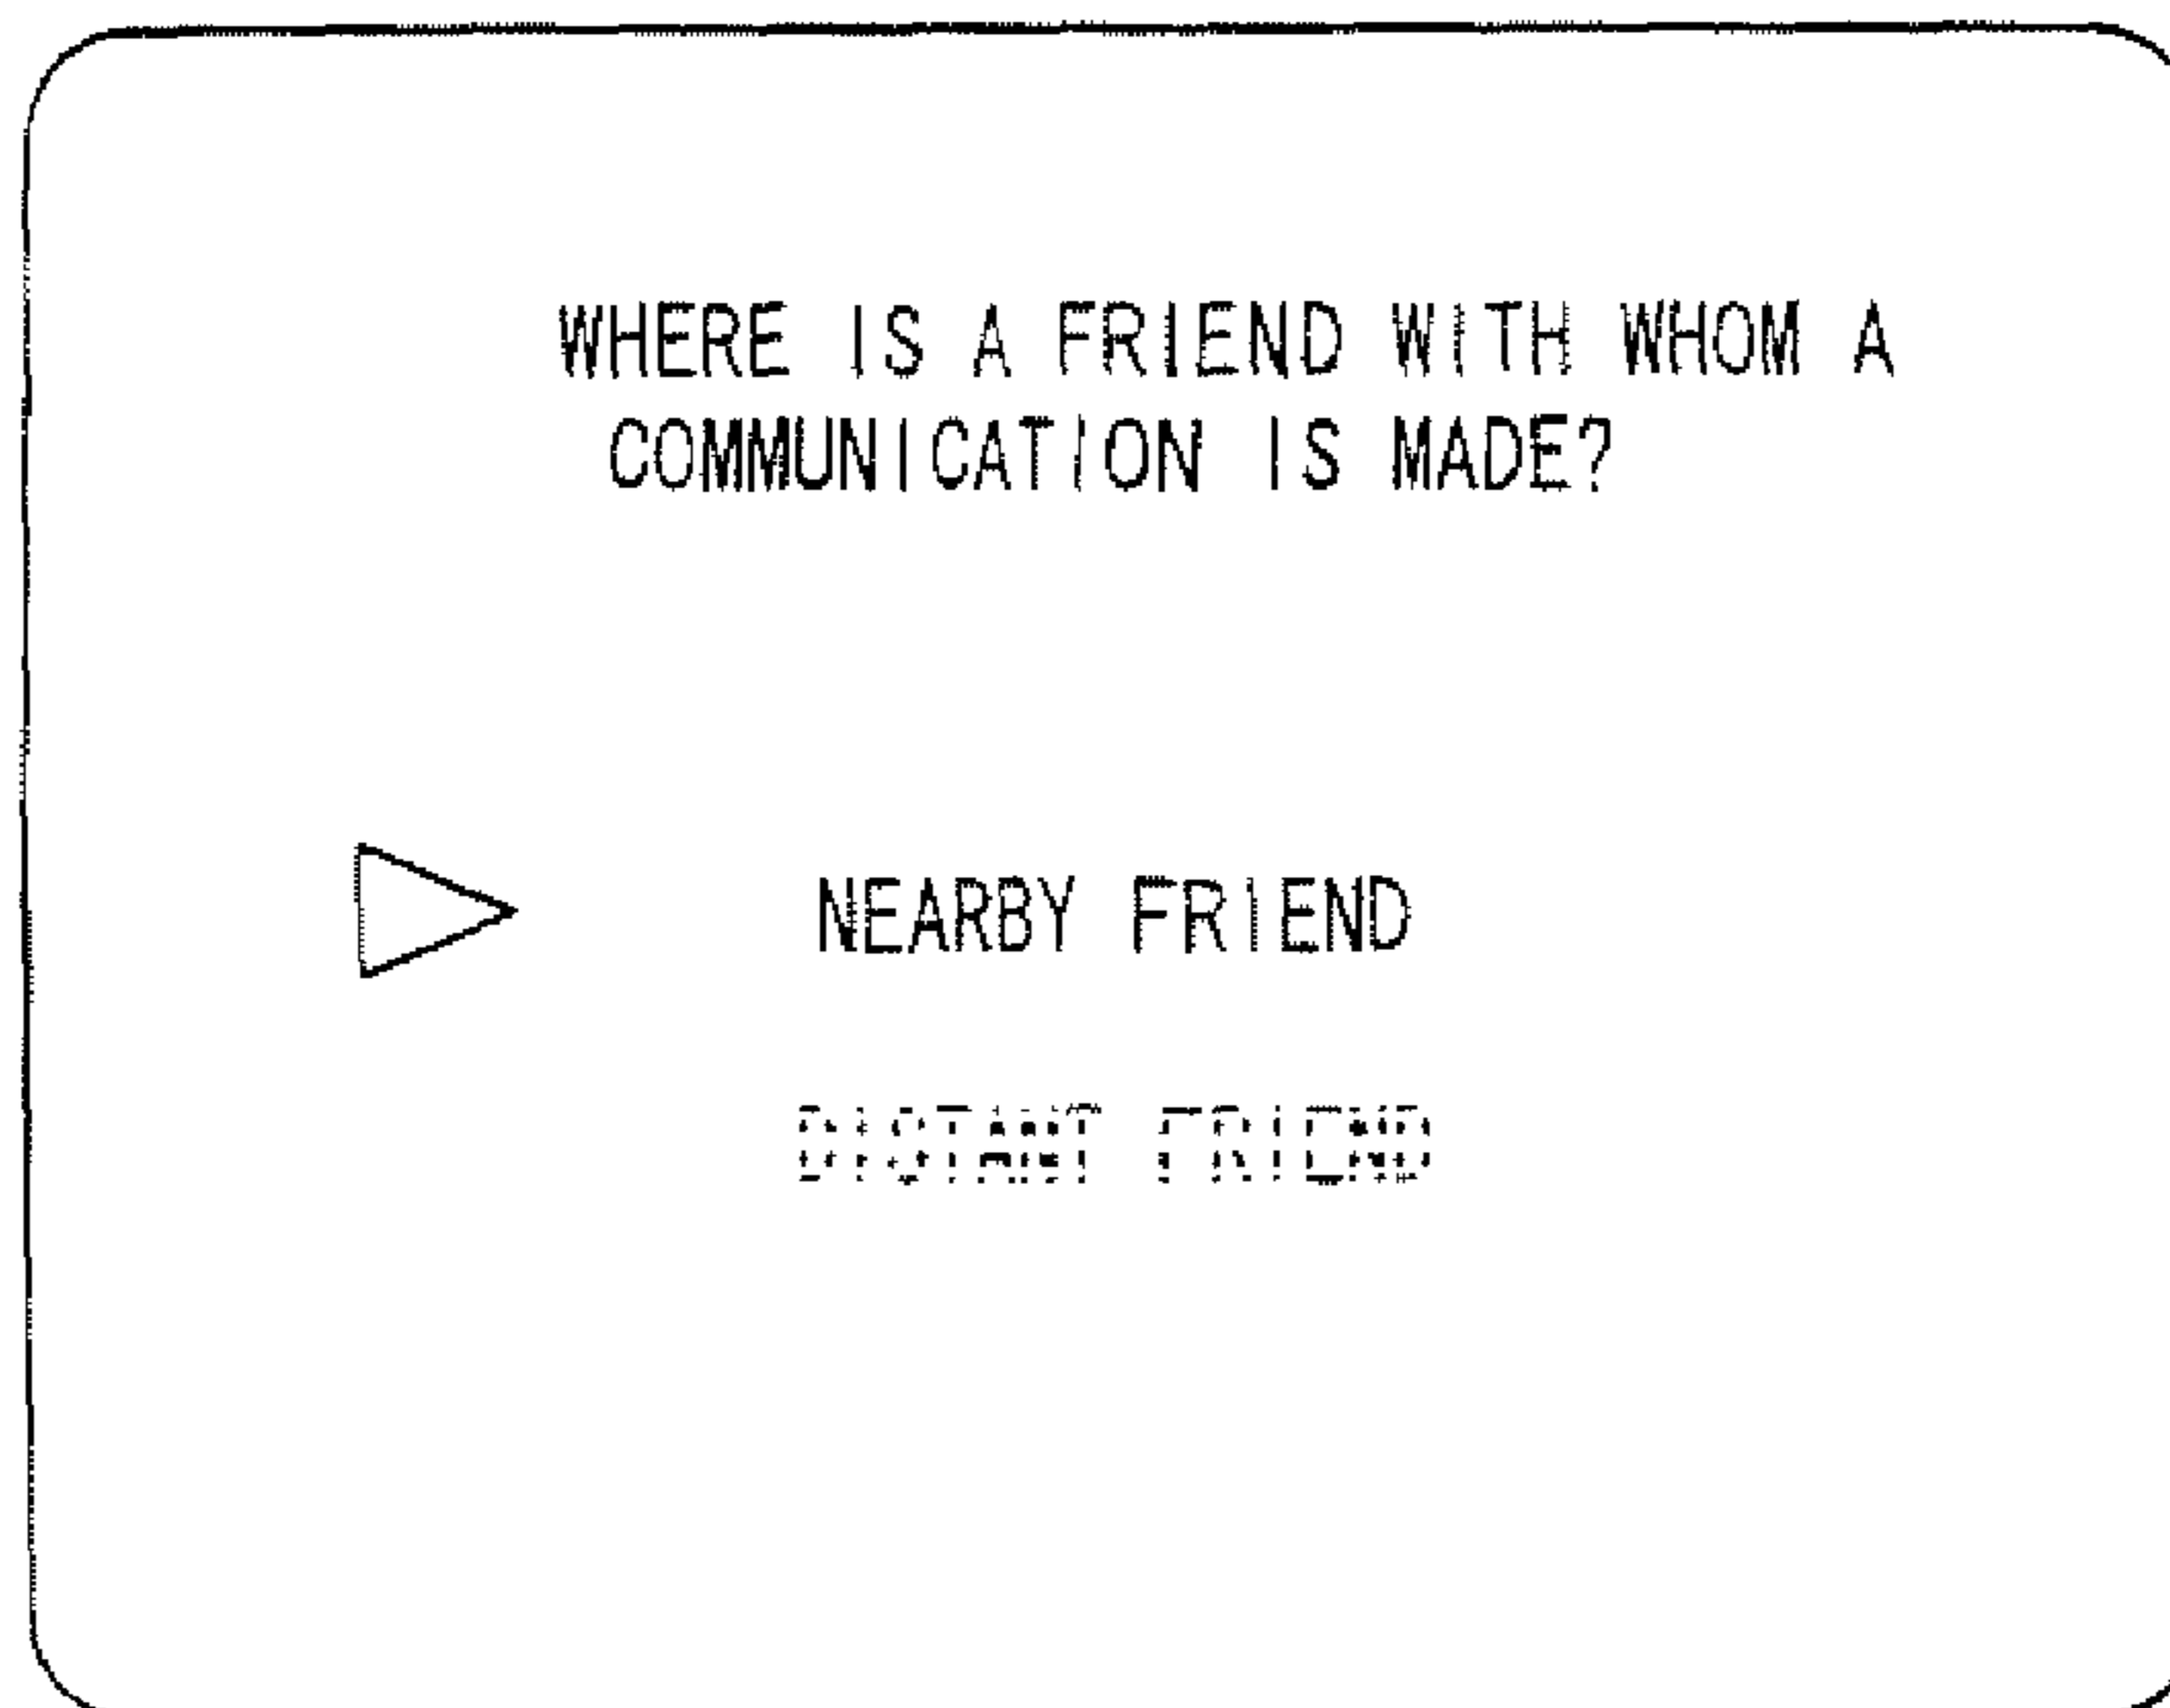 WHERE IS A FRIEND WITH WHOM A
COMMUNICATION IS MADE?
NEARBY FRIEND
DISTANT FRIEND